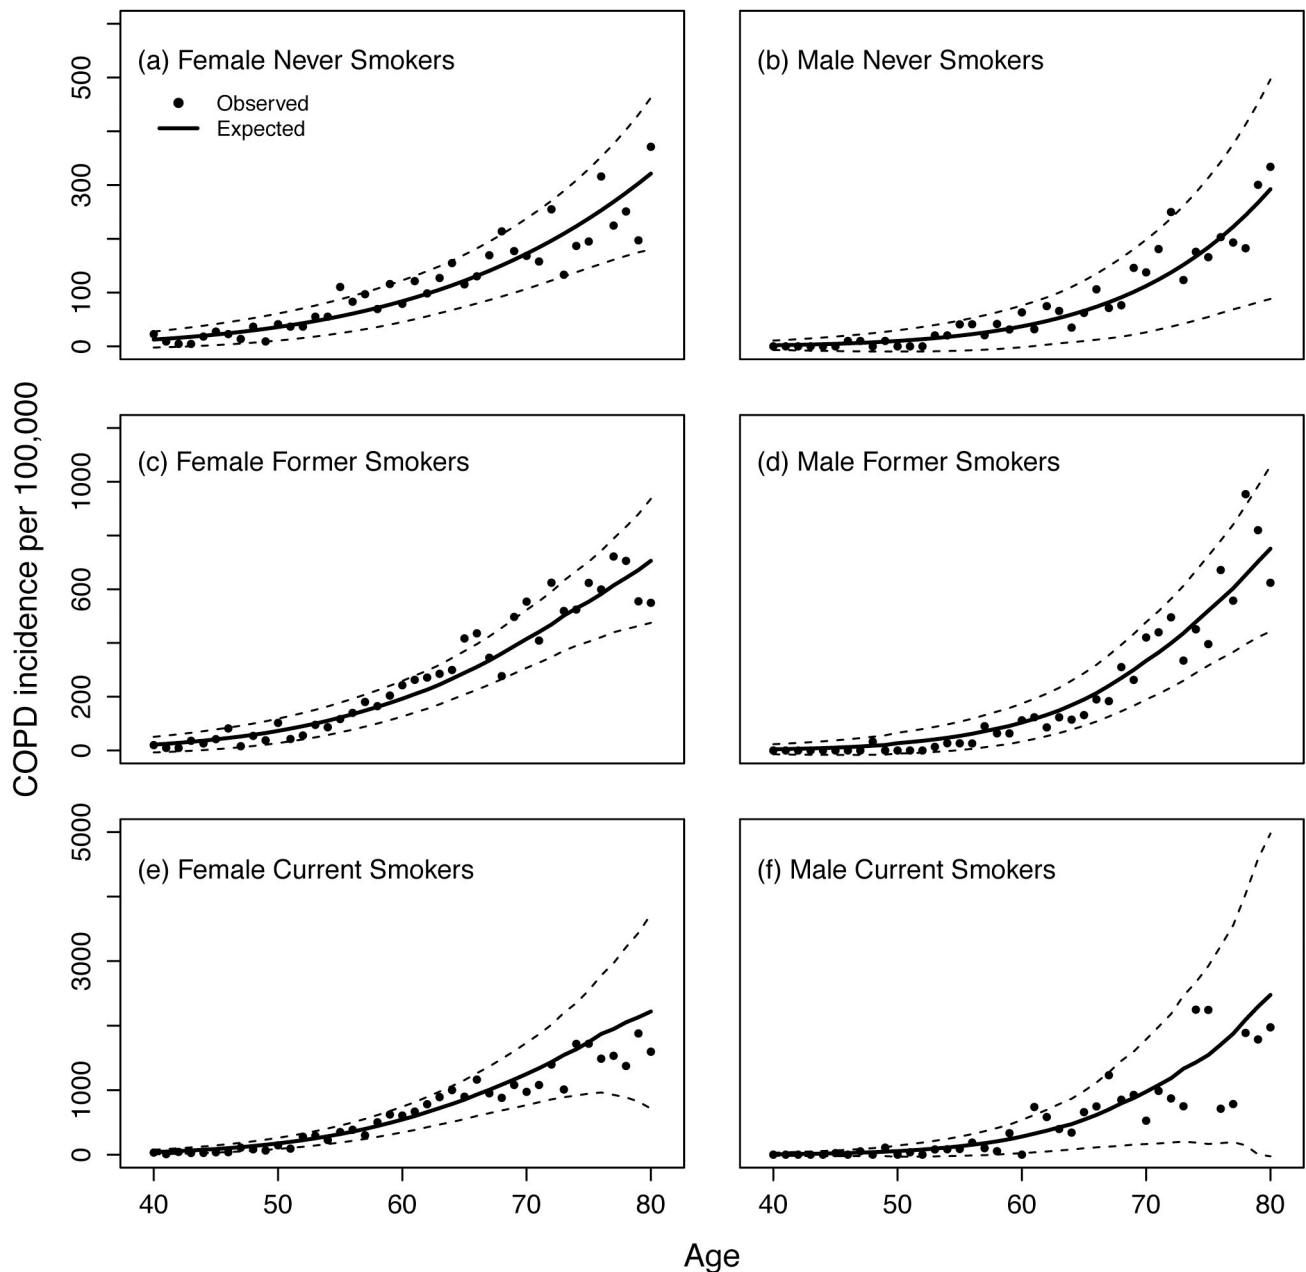 (a) Female Never Smokers
Observed
Expected
500
300
100
0
(b) Male Never Smokers
COPD incidence per 100,000
(c) Female Former Smokers
1000
600
200
0
(d) Male Former Smokers
(e) Female Current Smokers
5000
3000
1000
0
(f) Male Current Smokers
40 50 60 70 80
40 50 60 70 80
Age